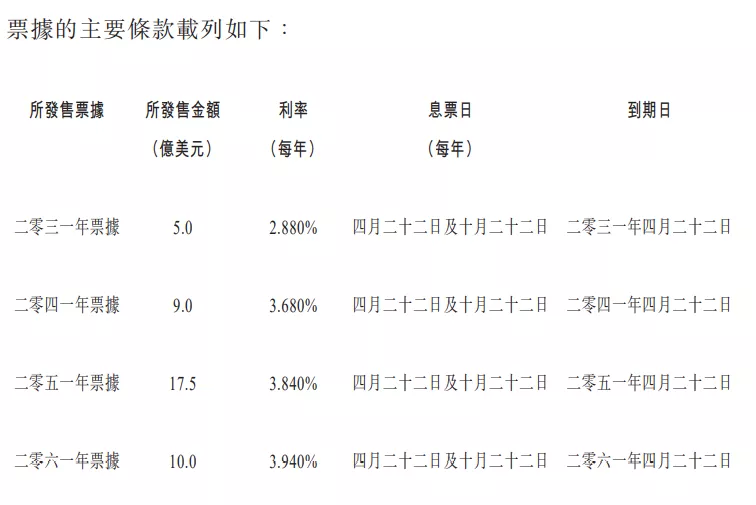 票據的主要條款載列如下：
所發售票據 所發售金額 利率 息票日 到期日
（億美元） （每年） （每年）
二零三一年票據 5.0 2.880% 四月二十二日及十月二十二日 二零三一年四月二十二日
二零四一年票據 9.0 3.680% 四月二十二日及十月二十二日 二零四一年四月二十二日
二零五一年票據 17.5 3.840% 四月二十二日及十月二十二日 二零五一年四月二十二日
二零六一年票據 10.0 3.940% 四月二十二日及十月二十二日 二零六一年四月二十二日